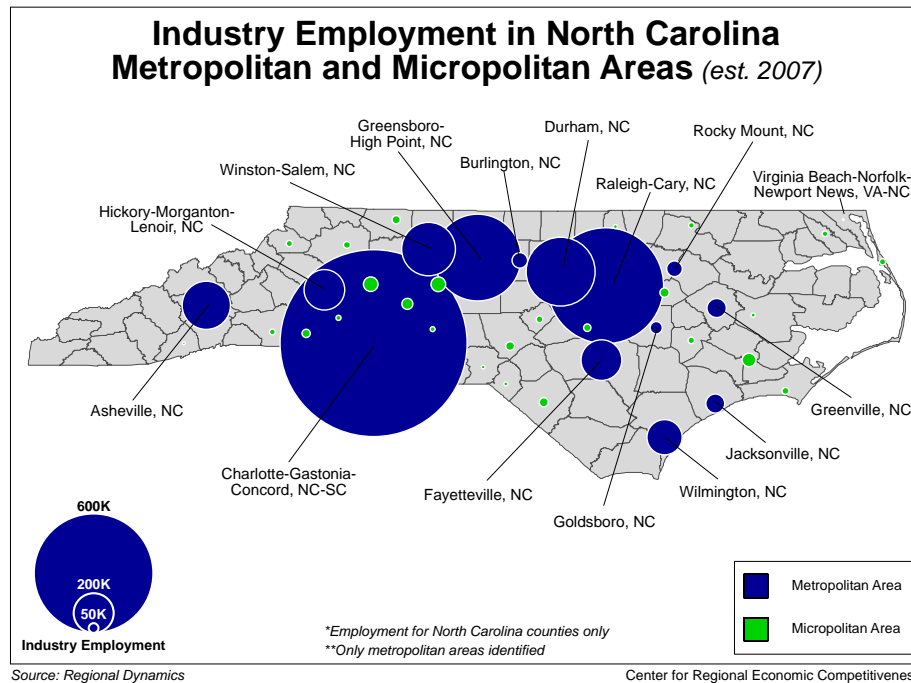 Industry Employment in North Carolina
Metropolitan and Micropolitan Areas (est. 2007)
Greensboro-
High Point, NC
Durham, NC
Rocky Mount, NC
Winston-Salem, NC
Burlington, NC
Raleigh-Cary, NC
Virginia Beach-Norfolk-
Newport News, VA-NC
Hickory-Morganton-
Lenoir, NC
Asheville, NC
Charlotte-Gastonia-
Concord, NC-SC
Fayetteville, NC
Goldsboro, NC
Wilmington, NC
Jacksonville, NC
Greenville, NC
600K
200K
50K
Industry Employment
*Employment for North Carolina counties only
**Only metropolitan areas identified
Metropolitan Area
Micropolitan Area
Source: Regional Dynamics
Center for Regional Economic Competitivenes